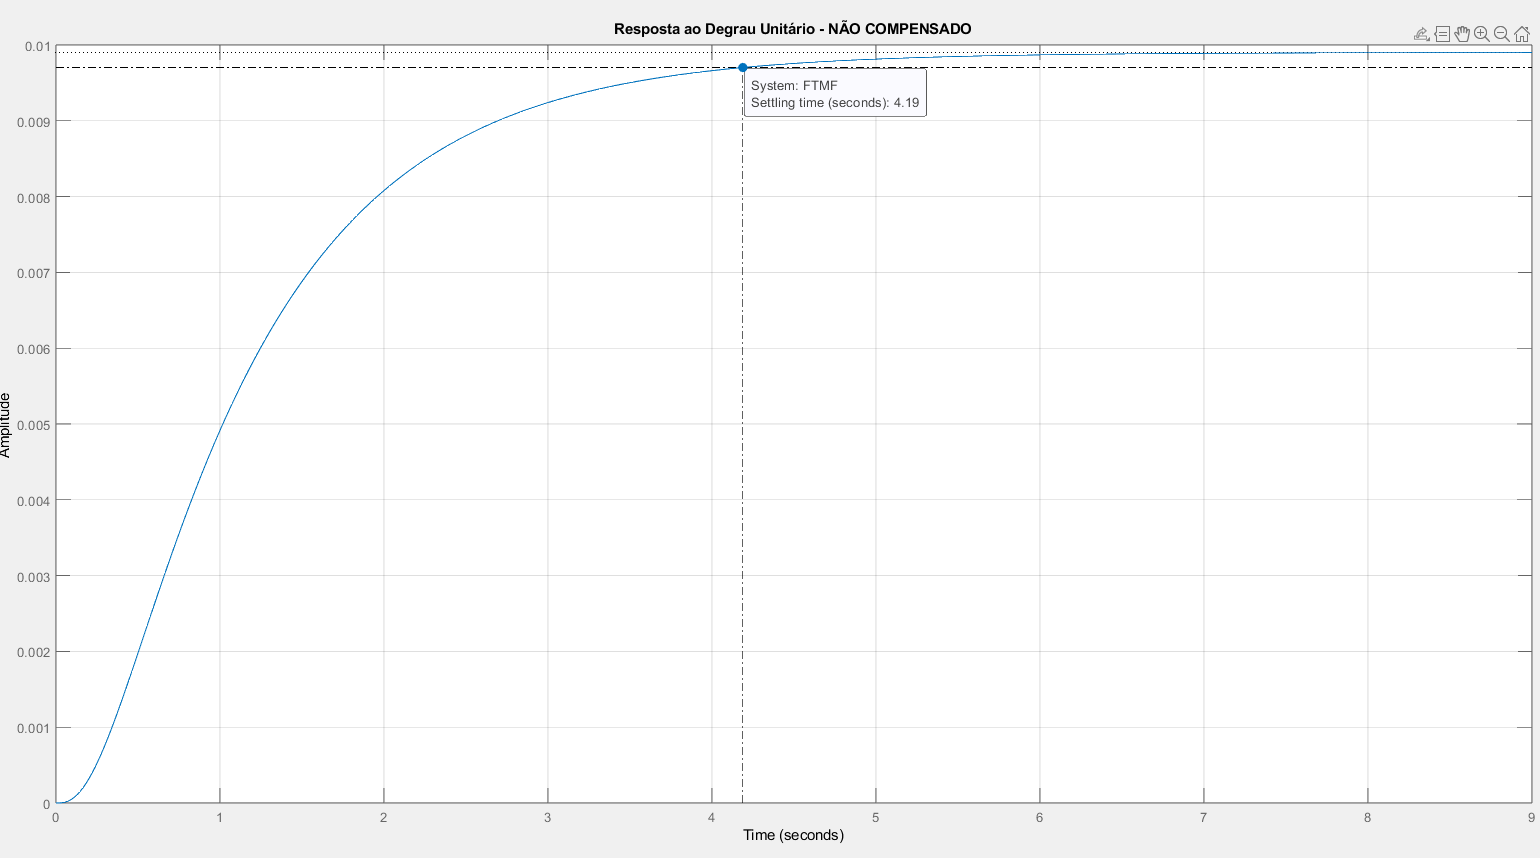 Resposta ao Degrau Unitário - NÃO COMPENSADO
0.01
0.009
0.008
0.007
0.006
0.005
0.004
0.003
0.002
0.001
0
Amplitude
System: FTMF
Settling time (seconds): 4.19
0 1 2 3 4 5 6 7 8 9
Time (seconds)